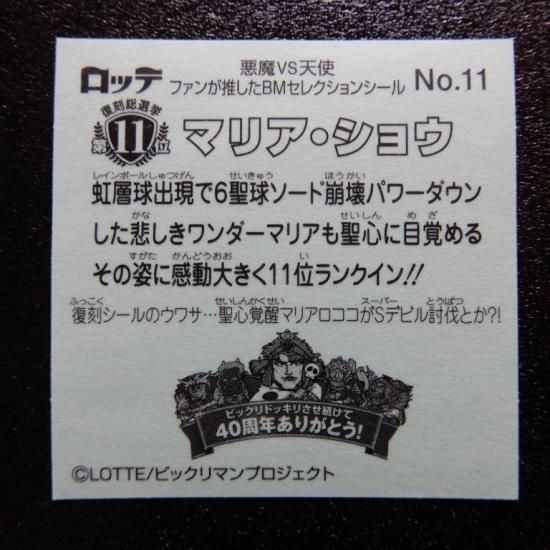 ロッテ
悪魔VS天使
ファンが推したBMセレクションシール
No.11
復刻総選挙
第11位
マリア・ショウ
レインボールしゅつげん せいきゅう ほうかい
虹層球出現で6聖球ソード崩壊パワーダウン
かな せいしん めざ
した悲しきワンダーマリアも聖心に目覚める
すがた かんどうおお い
その姿に感動大きく11位ランクイン!!
ふっこく せいしんかくせい スーパー とうばつ
復刻シールのウワサ…聖心覚醒マリアロココがSデビル討伐とか?!
ビックリドッキリさせ続けて
40周年ありがとう!
©LOTTE/ビックリマンプロジェクト